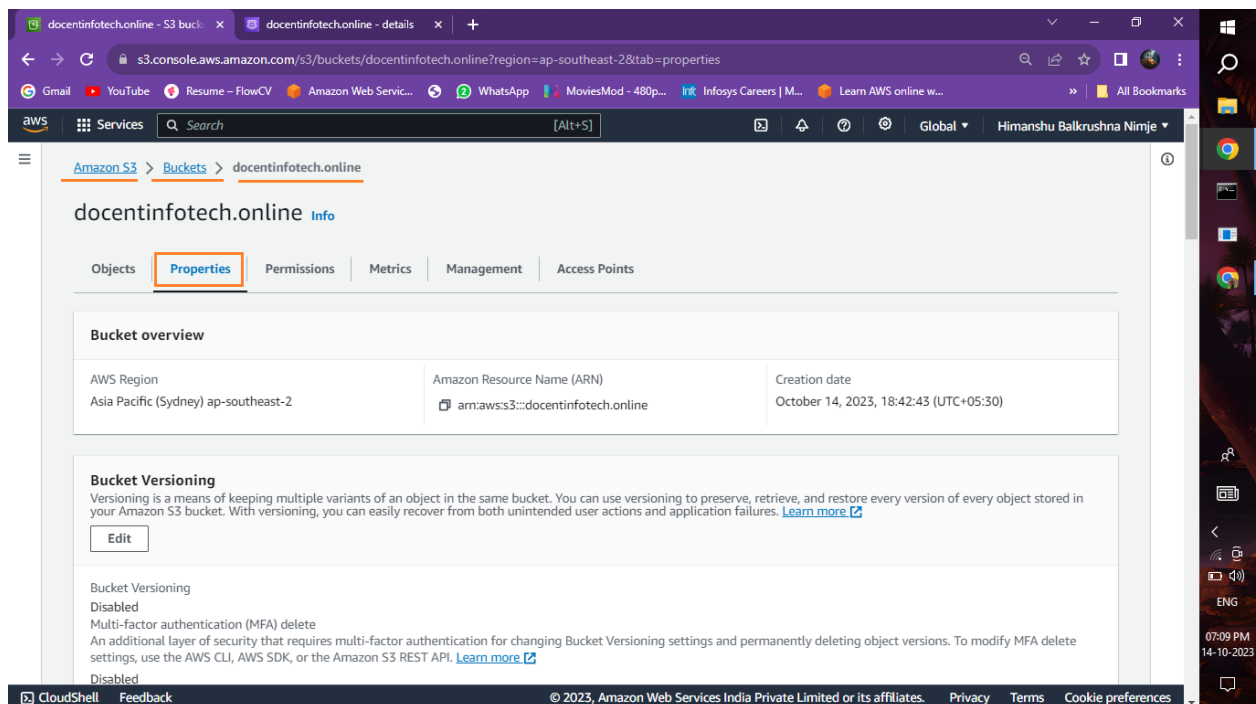 docentinfotech.online - S3 buck
docentinfotech.online - details
s3.console.aws.amazon.com/s3/buckets/docentinfotech.online?region=ap-southeast-2&tab=properties
Gmail YouTube Resume – FlowCV Amazon Web Servic... WhatsApp MoviesMod - 480p... Infosys Careers | M... Learn AWS online w... » All Bookmarks
aws Services Search [Alt+S] Global Himanshu Balkrushna Nimje
Amazon S3 > Buckets > docentinfotech.online
docentinfotech.online Info
Objects Properties Permissions Metrics Management Access Points
Bucket overview
AWS Region
Asia Pacific (Sydney) ap-southeast-2
Amazon Resource Name (ARN)
arn:aws:s3:::docentinfotech.online
Creation date
October 14, 2023, 18:42:43 (UTC+05:30)
Bucket Versioning
Versioning is a means of keeping multiple variants of an object in the same bucket. You can use versioning to preserve, retrieve, and restore every version of every object stored in
your Amazon S3 bucket. With versioning, you can easily recover from both unintended user actions and application failures. Learn more
Edit
Bucket Versioning
Disabled
Multi-factor authentication (MFA) delete
An additional layer of security that requires multi-factor authentication for changing Bucket Versioning settings and permanently deleting object versions. To modify MFA delete
settings, use the AWS CLI, AWS SDK, or the Amazon S3 REST API. Learn more
Disabled
CloudShell Feedback © 2023, Amazon Web Services India Private Limited or its affiliates. Privacy Terms Cookie preferences
ENG
07:09 PM
14-10-2023